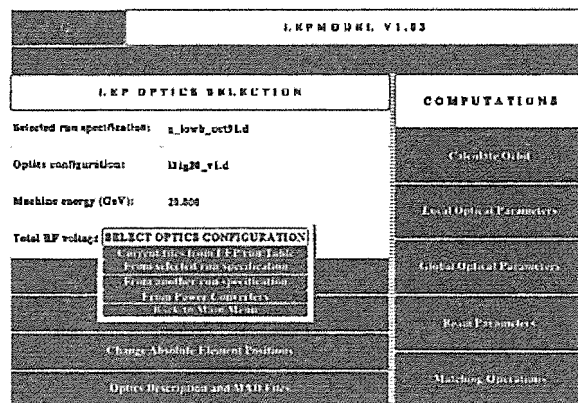 LEPMODEL V1.03
LEP OPTICS SELECTION
COMPUTATIONS
Selected run specification:
Optics configuration:
Machine energy (GeV): 20.000
Total RF voltage
SELECT OPTICS CONFIGURATION
Current files from LEP run Table
From selected run specification
From another run specification
From Power Converters
Back to Main Menu
Change Absolute Element Positions
Optics Description and MAD Files
Calculate Orbit
Local Optical Parameters
Global Optical Parameters
Beam Parameters
Matching Operations